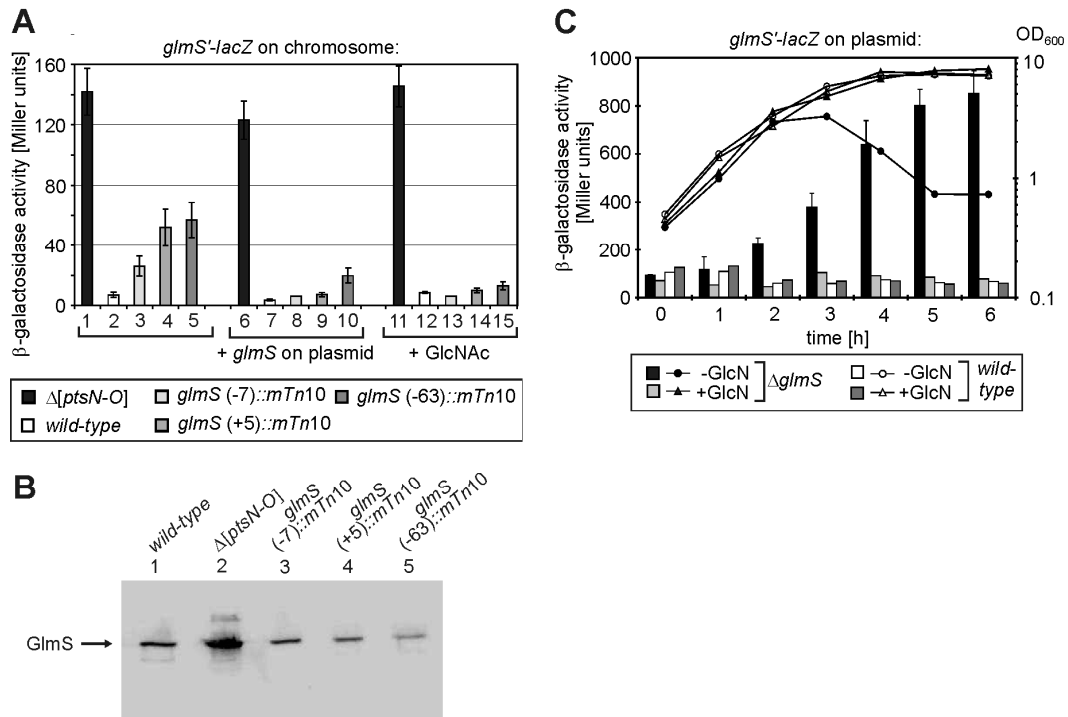 A
glmS'-lacZ on chromosome:
β-galactosidase activity [Miller units]
160
120
80
40
0
1 2 3 4 5 6 7 8 9 10 11 12 13 14 15
+ glmS on plasmid
+ GlcNAc
Δ[ptsN-O]
glmS (-7)::mTn10
glmS (-63)::mTn10
wild-type
glmS (+5)::mTn10
B
wild-type
Δ[ptsN-O]
glmS
(-7)::mTn10
glmS
(+5)::mTn10
glmS
(-63)::mTn10
1 2 3 4 5
GlmS
C
glmS'-lacZ on plasmid:
OD600
β-galactosidase activity
[Miller units]
1000
800
600
400
200
0
10
1
0.1
0 1 2 3 4 5 6
time [h]
-GlcN
+GlcN
ΔglmS
-GlcN
+GlcN
wild-
type